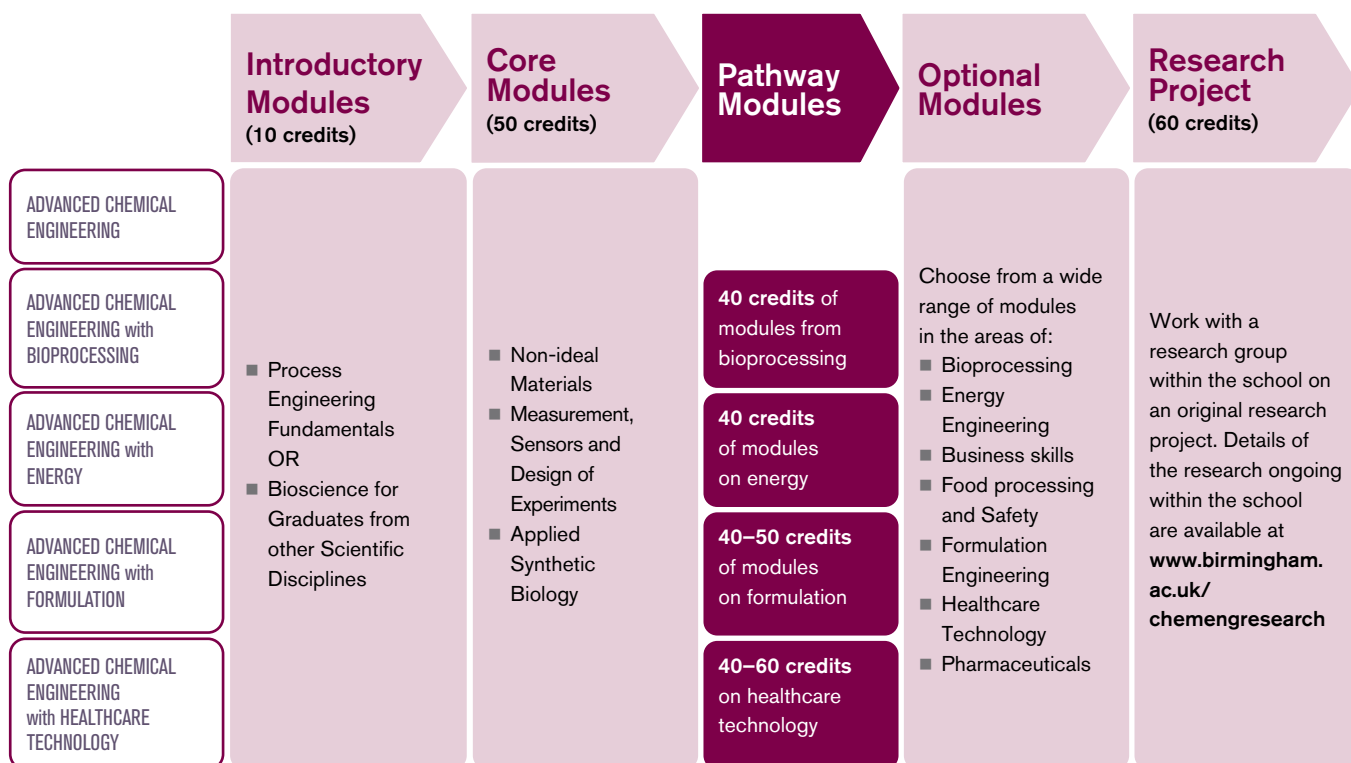 Introductory
Modules
(10 credits)
Core
Modules
(50 credits)
Pathway
Modules
Optional
Modules
Research
Project
(60 credits)
ADVANCED CHEMICAL
ENGINEERING
ADVANCED CHEMICAL
ENGINEERING with
BIOPROCESSING
ADVANCED CHEMICAL
ENGINEERING with
ENERGY
ADVANCED CHEMICAL
ENGINEERING with
FORMULATION
ADVANCED CHEMICAL
ENGINEERING
with HEALTHCARE
TECHNOLOGY
■ Process
Engineering
Fundamentals
OR
■ Bioscience for
Graduates from
other Scientific
Disciplines
■ Non-ideal
Materials
■ Measurement,
Sensors and
Design of
Experiments
■ Applied
Synthetic
Biology
40 credits of
modules from
bioprocessing
40 credits
of modules
on energy
40–50 credits
of modules
on formulation
40–60 credits
on healthcare
technology
Choose from a wide
range of modules
in the areas of:
■ Bioprocessing
■ Energy
Engineering
■ Business skills
■ Food processing
and Safety
■ Formulation
Engineering
■ Healthcare
Technology
■ Pharmaceuticals
Work with a
research group
within the school on
an original research
project. Details of
the research ongoing
within the school
are available at
www.birmingham.
ac.uk/
chemengresearch